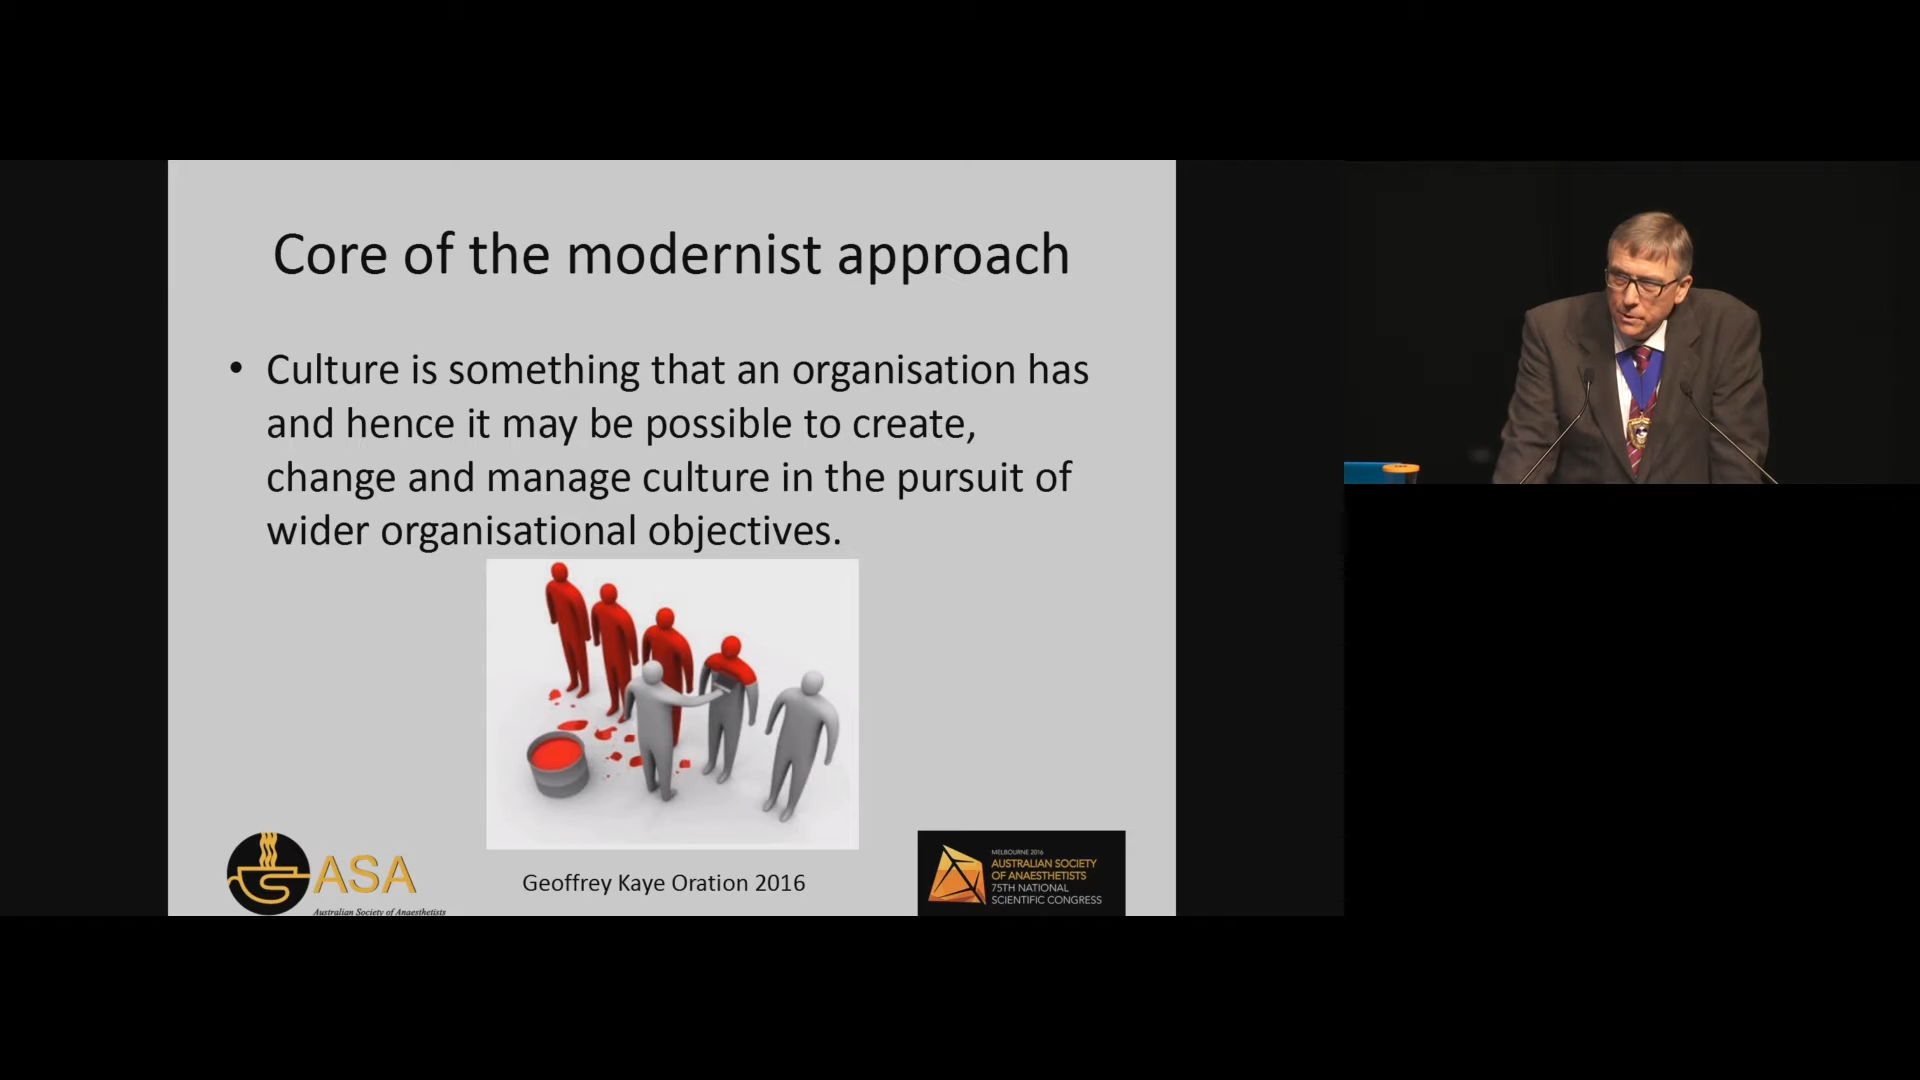 Core of the modernist approach
• Culture is something that an organisation has
and hence it may be possible to create,
change and manage culture in the pursuit of
wider organisational objectives.
ASA
Australian Society of Anaesthetists
Geoffrey Kaye Oration 2016
MELBOURNE 2016
AUSTRALIAN SOCIETY
OF ANAESTHETISTS
75TH NATIONAL
SCIENTIFIC CONGRESS